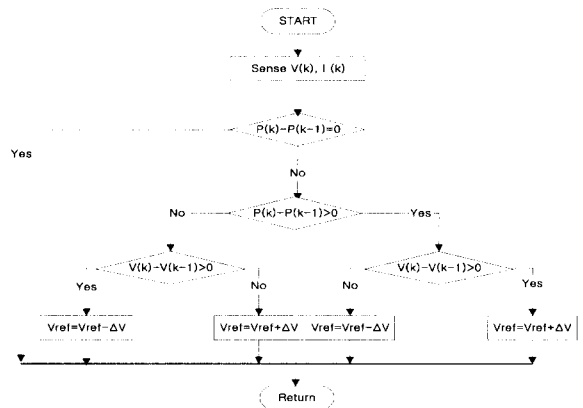 START
Sense V(k), I (k)
P(k)-P(k-1)=0
Yes
No
P(k)-P(k-1)>0
No
Yes
V(k)-V(k-1)>0
V(k)-V(k-1)>0
Yes
No
No
Yes
Vref=Vref-ΔV
Vref=Vref+ΔV
Vref=Vref-ΔV
Vref=Vref+ΔV
Return